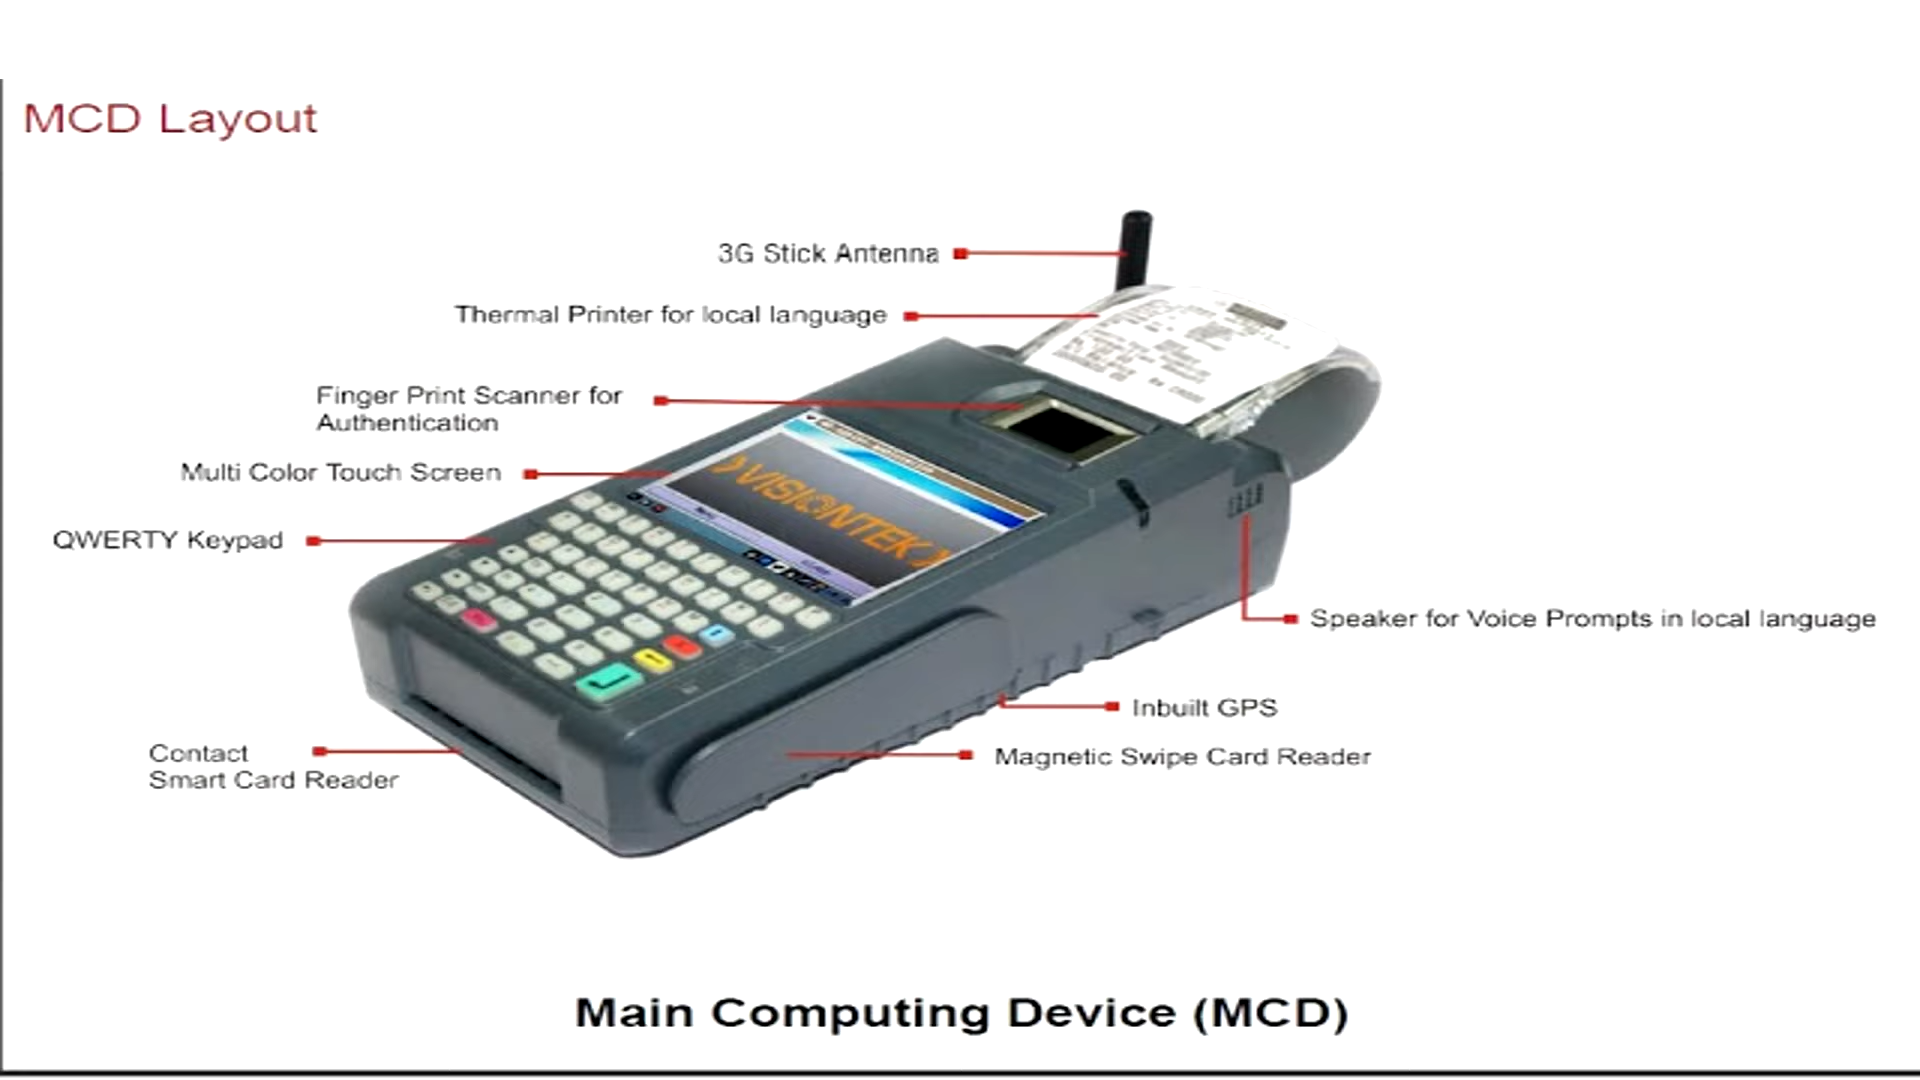 MCD Layout
3G Stick Antenna
Thermal Printer for local language
Finger Print Scanner for
Authentication
Multi Color Touch Screen
VISIONTEK
QWERTY Keypad
Speaker for Voice Prompts in local language
Inbuilt GPS
Contact
Smart Card Reader
Magnetic Swipe Card Reader
Main Computing Device (MCD)